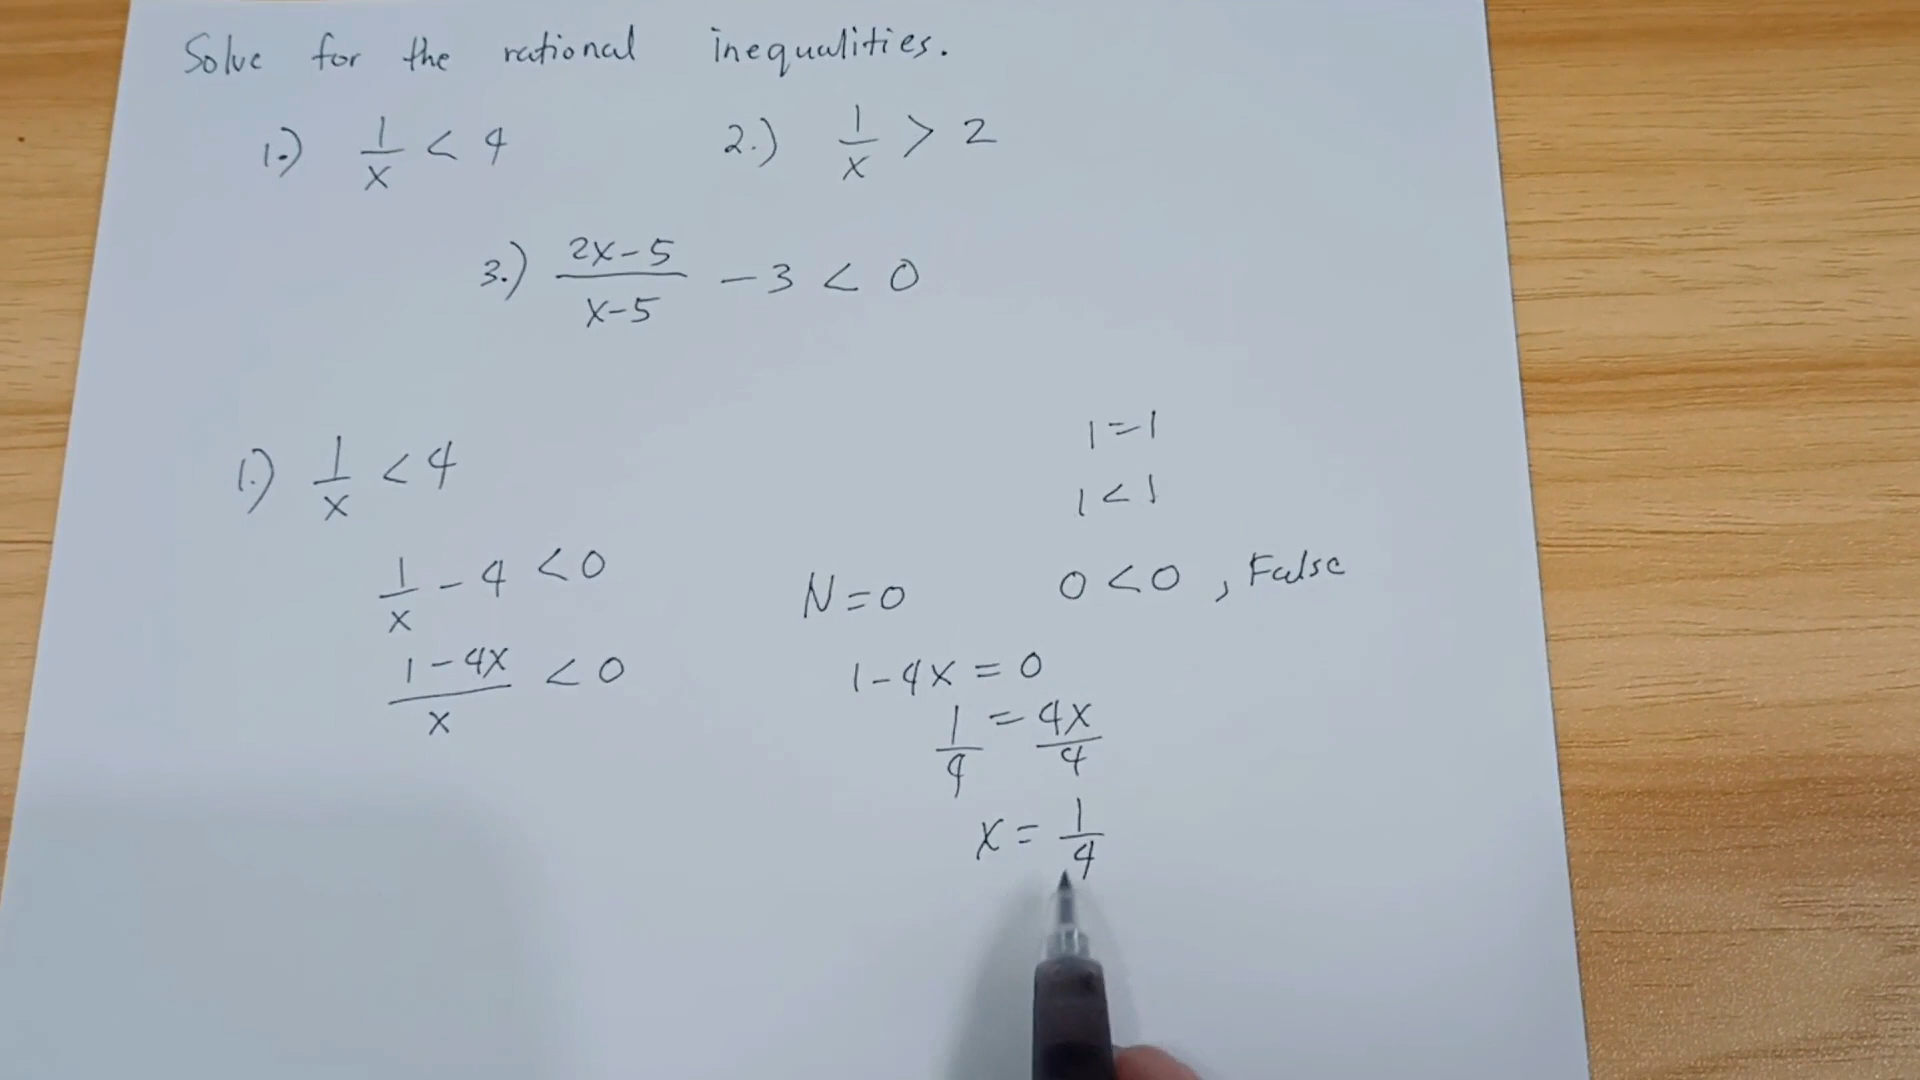 Solve for the rational inequalities.
1.) 1/x < 4
2.) 1/x > 2
3.) (2x-5)/(x-5) - 3 < 0
1.) 1/x < 4
1/x - 4 < 0
(1-4x)/x < 0
1 = 1
1 < 1
N = 0
0 < 0, False
1-4x = 0
1/4 = 4x/4
x = 1/4